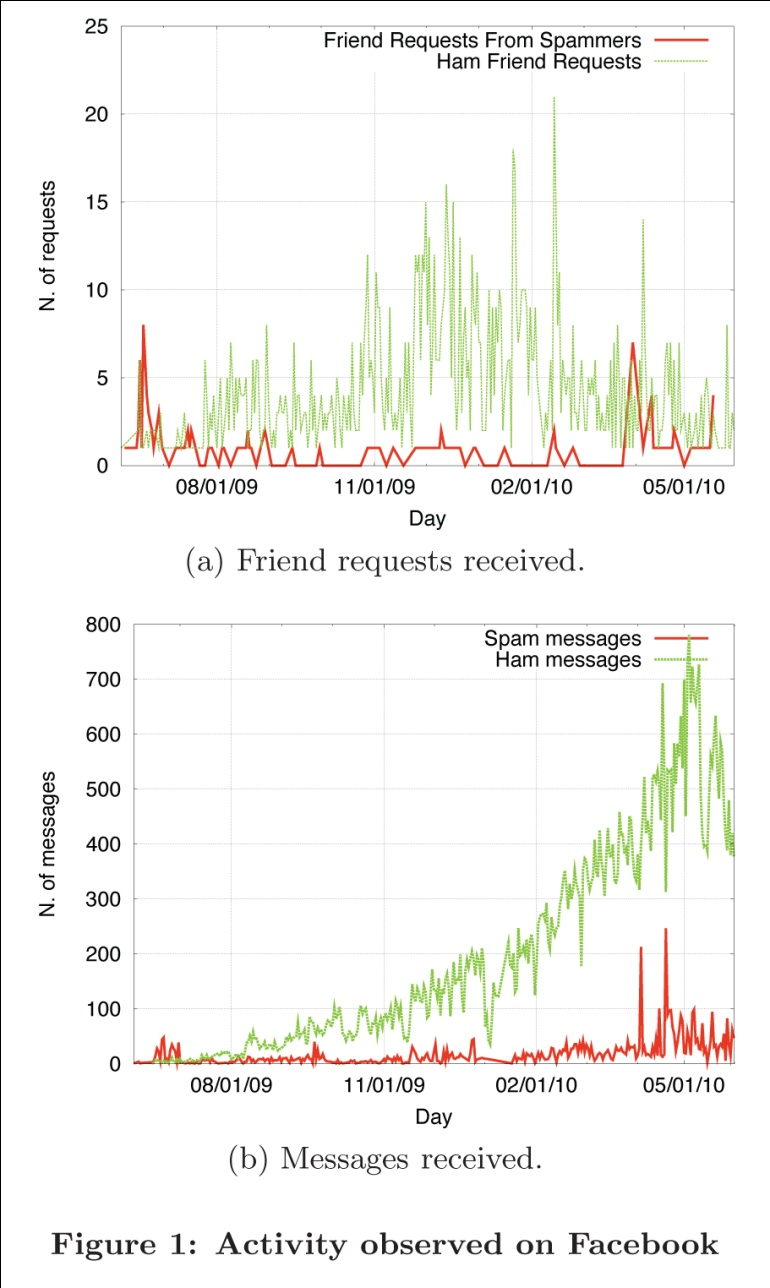 25
Friend Requests From Spammers
Ham Friend Requests
20
15
10
5
0
N. of requests
08/01/09 11/01/09 02/01/10 05/01/10
Day
(a) Friend requests received.
800
Spam messages
Ham messages
700
600
500
400
300
200
100
0
N. of messages
08/01/09 11/01/09 02/01/10 05/01/10
Day
(b) Messages received.
Figure 1: Activity observed on Facebook